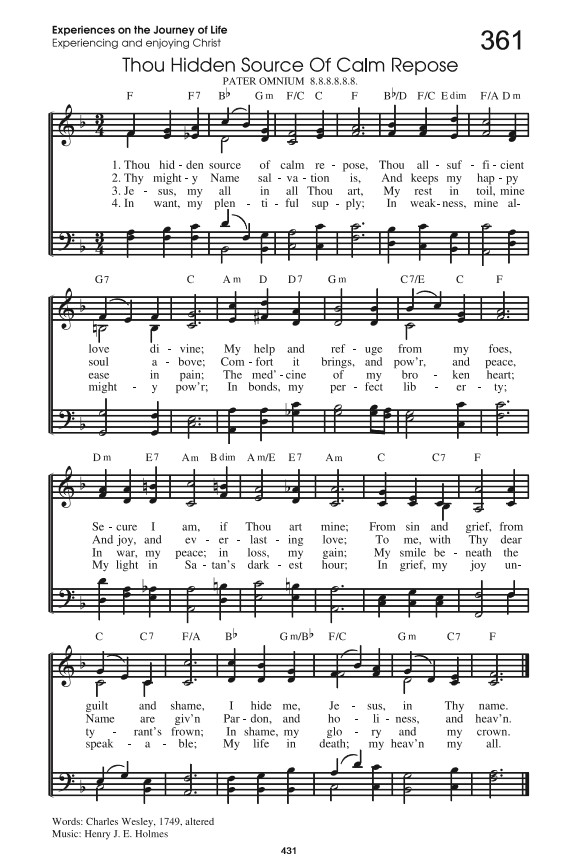 Experiences on the Journey of Life
Experiencing and enjoying Christ
361
Thou Hidden Source Of Calm Repose
PATER OMNIUM 8.8.8.8.8.8.
F F7 B♭ Gm F/C C F B♭/D F/C Edim F/A Dm
1. Thou hid - den source of calm re - pose, Thou all - suf - fi - cient
2. Thy might - y Name sal - va - tion is, And keeps my hap - py
3. Je - sus, my all in all Thou art, My rest in toil, mine
4. In want, my plen - ti - ful sup - ply; In weak - ness, mine al-
G7 C Am D D7 Gm C7/E C F
love di - vine; My help and ref - uge from my foes,
soul a - bove; Com - fort it brings, and pow'r, and peace,
ease in pain; The med' - cine of my bro - ken heart;
might - y pow'r; In bonds, my per - fect lib - er - ty;
Dm E7 Am Bdim Am/E E7 Am C C7 F
Se - cure I am, if Thou art mine; From sin and grief, from
And joy, and ev - er - last - ing love; To me, with Thy dear
In war, my peace; in loss, my gain; My smile be - neath the
My light in Sa - tan's dark - est hour; In grief, my joy un-
C C7 F/A B♭ Gm/B♭ F/C Gm C7 F
guilt and shame, I hide me, Je - sus, in Thy name.
Name are giv'n Par - don, and ho - li - ness, and heav'n.
ty - rant's frown; In shame, my glo - ry and my crown.
speak - a - ble; My life in death; my heav'n my all.
Words: Charles Wesley, 1749, altered
Music: Henry J. E. Holmes
431